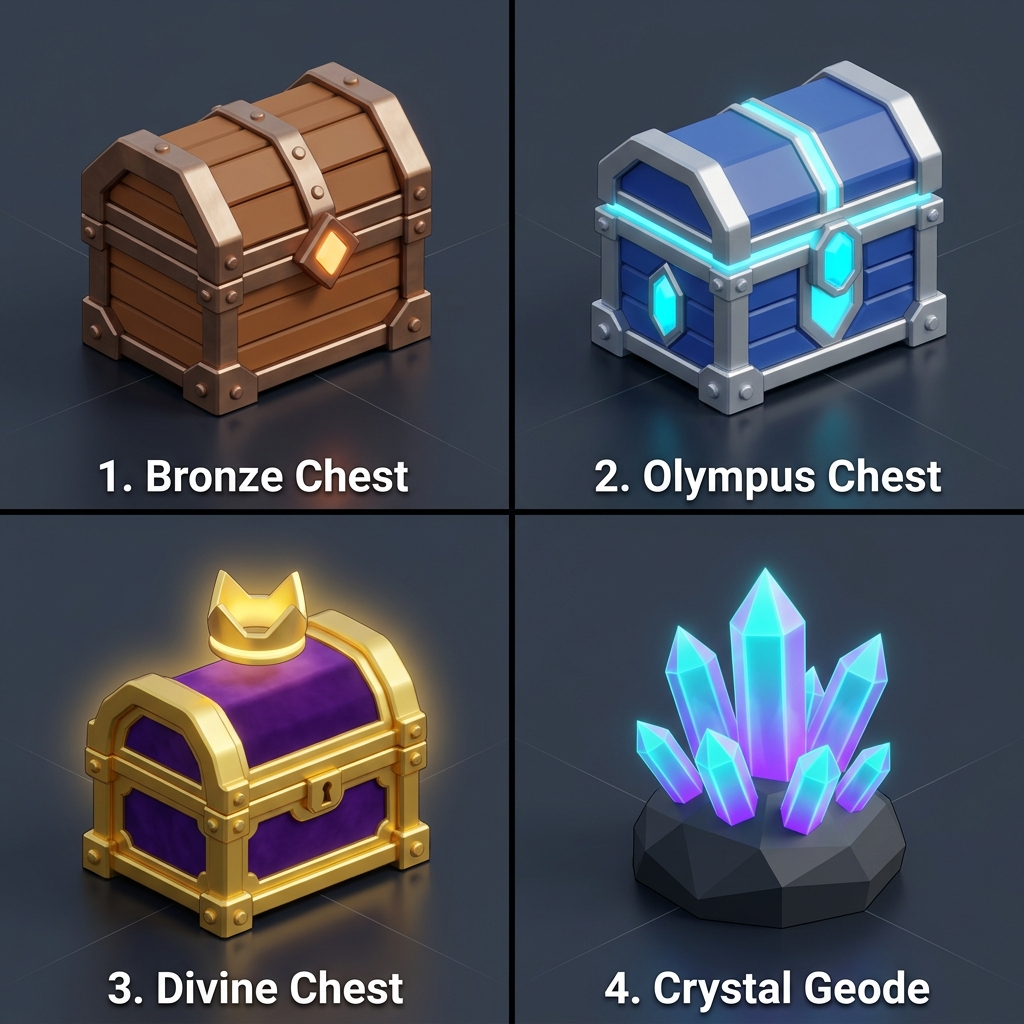 1. Bronze Chest
2. Olympus Chest
3. Divine Chest
4. Crystal Geode